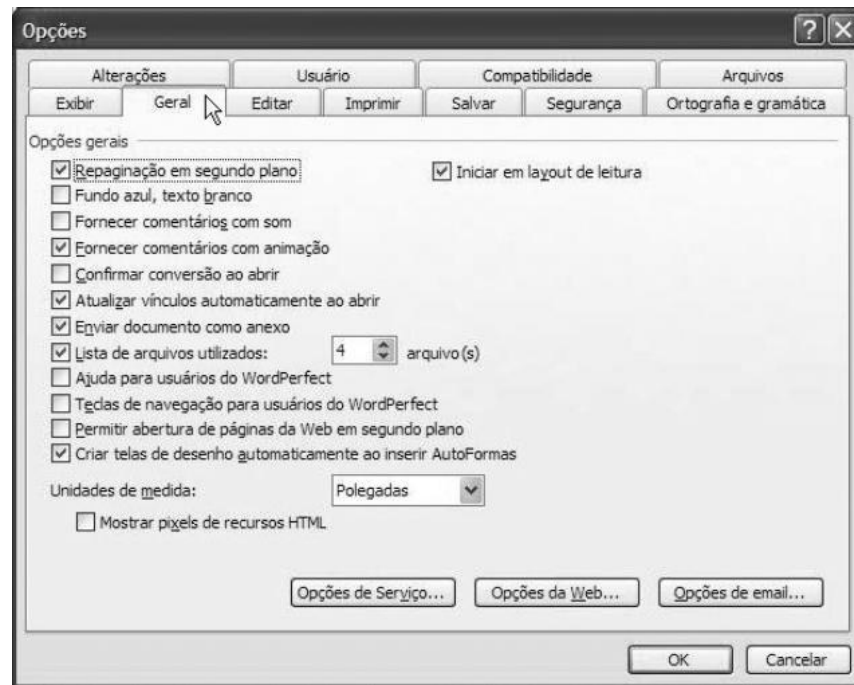 Opções
Alterações Usuário Compatibilidade Arquivos
Exibir Geral Editar Imprimir Salvar Segurança Ortografia e gramática
Opções gerais
Repaginação em segundo plano Iniciar em layout de leitura
Fundo azul, texto branco
Fornecer comentários com som
Fornecer comentários com animação
Confirmar conversão ao abrir
Atualizar vínculos automaticamente ao abrir
Enviar documento como anexo
Lista de arquivos utilizados: 4 arquivo(s)
Ajuda para usuários do WordPerfect
Teclas de navegação para usuários do WordPerfect
Permitir abertura de páginas da Web em segundo plano
Criar telas de desenho automaticamente ao inserir AutoFormas
Unidades de medida: Polegadas
Mostrar pixels de recursos HTML
Opções de Serviço... Opções da Web... Opções de email...
OK Cancelar